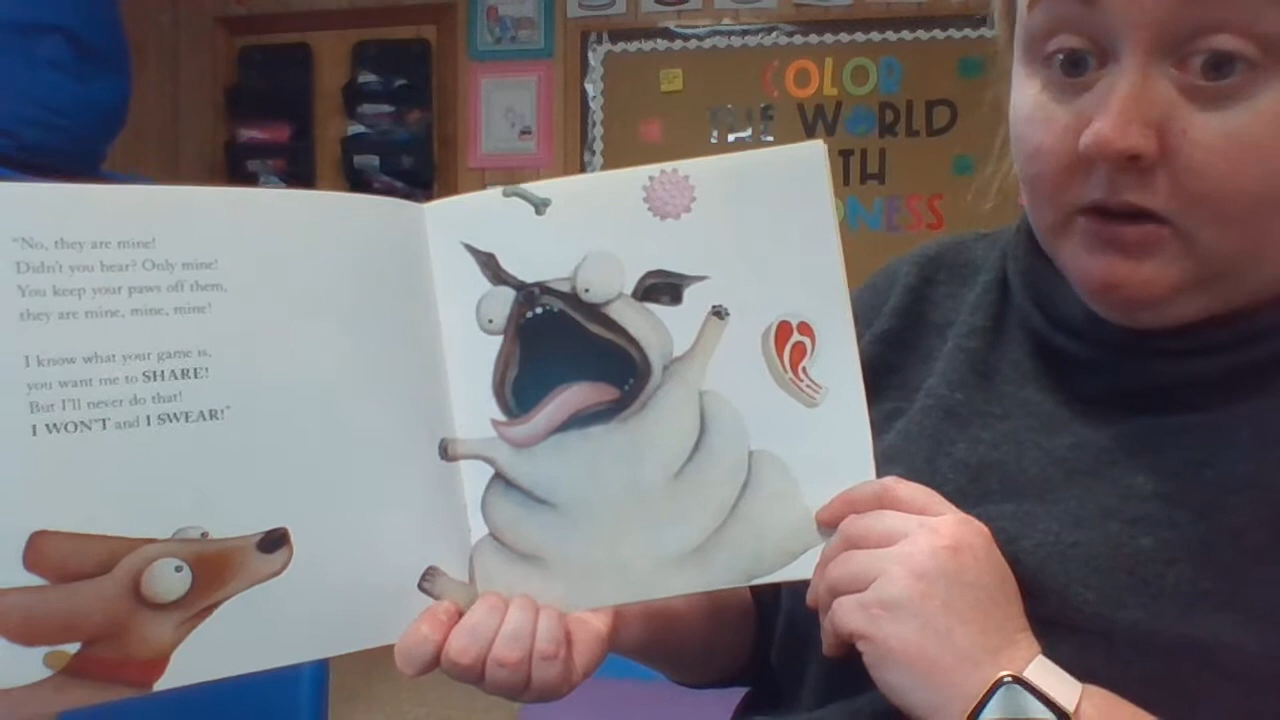 COLOR
THE WORLD
TH
NESS
"No, they are mine!
Didn't you hear? Only mine!
You keep your paws off them,
they are mine, mine, mine!
I know what your game is,
you want me to SHARE!
But I'll never do that!
I WON'T and I SWEAR!"